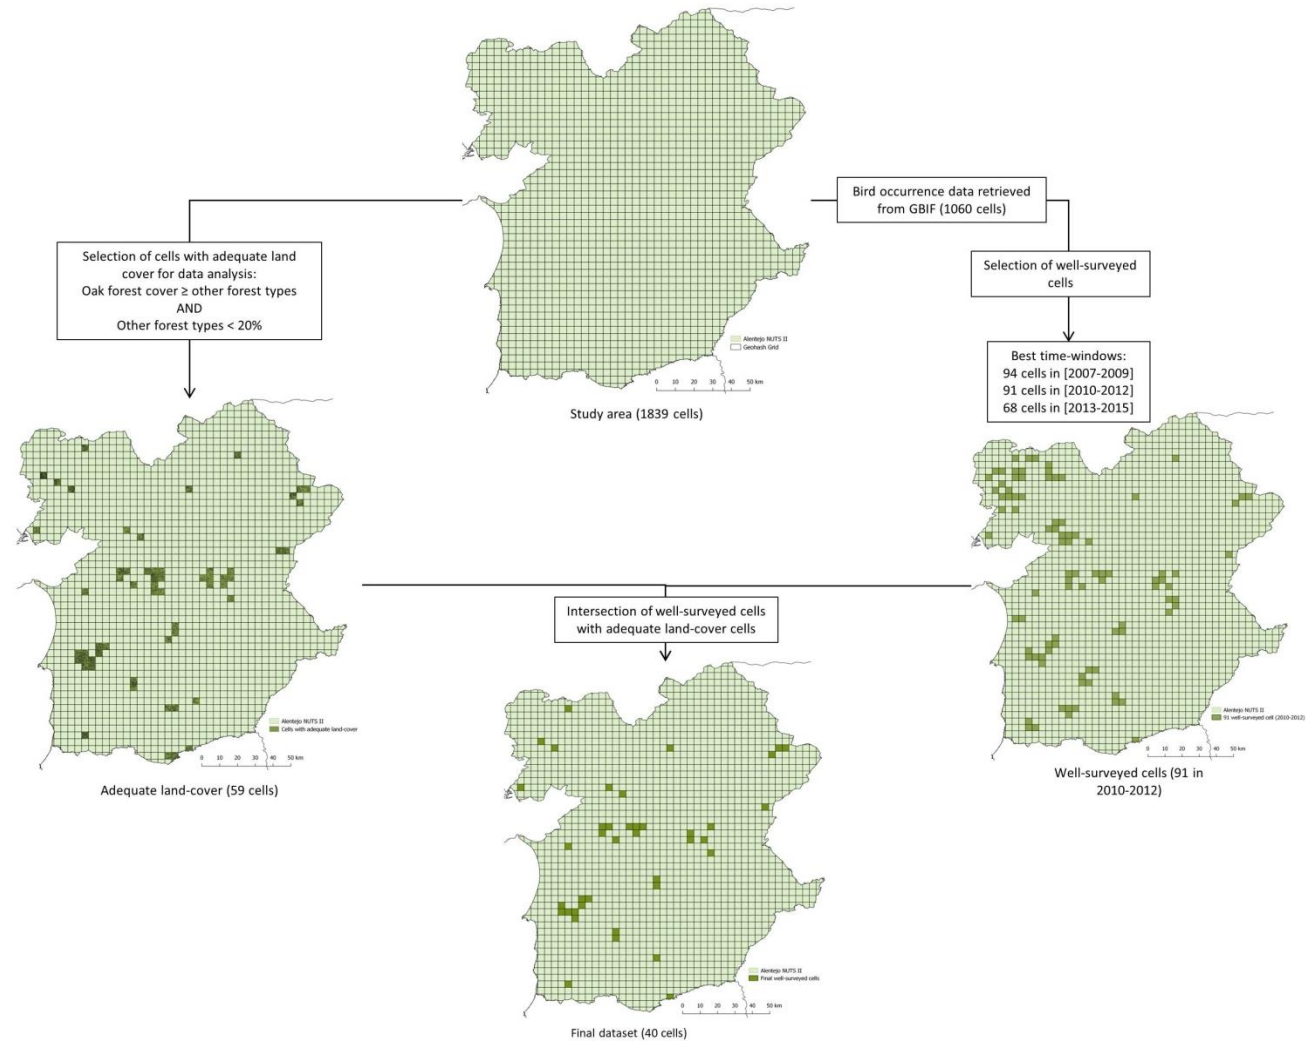 Bird occurrence data retrieved
from GBIF (1060 cells)
Selection of cells with adequate land
cover for data analysis:
Oak forest cover ≥ other forest types
AND
Other forest types < 20%
Selection of well-surveyed
cells
Alentejo NUTS II
Geohash Grid
0 10 20 30 40 50 km
Study area (1839 cells)
Best time-windows:
94 cells in [2007-2009]
91 cells in [2010-2012]
68 cells in [2013-2015]
Alentejo NUTS II
Cells with adequate land-cover
0 10 20 30 40 50 km
Adequate land-cover (59 cells)
Alentejo NUTS II
91 well-surveyed cell (2010-2012)
0 10 20 30 40 50 km
Well-surveyed cells (91 in
2010-2012)
Intersection of well-surveyed cells
with adequate land-cover cells
Alentejo NUTS II
Final well-surveyed cells
0 10 20 30 40 50 km
Final dataset (40 cells)